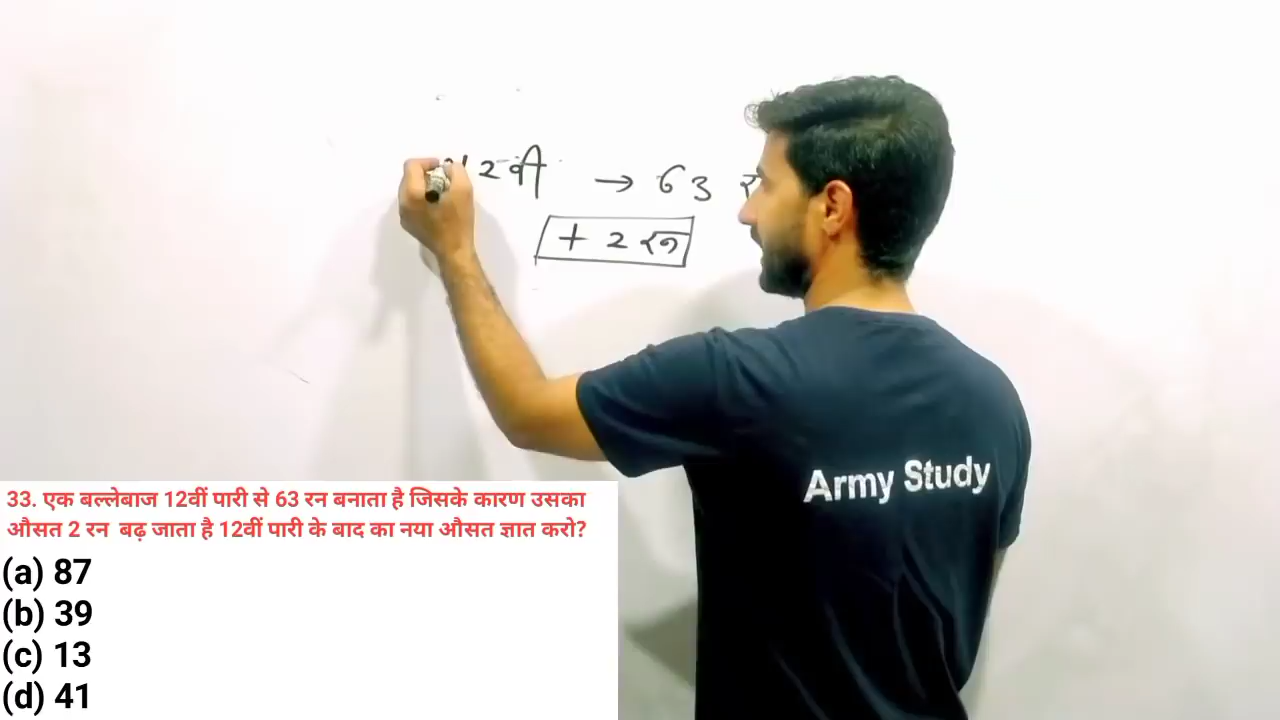 2वी → 63
+ 2 रन
Army Study
33. एक बल्लेबाज 12वीं पारी से 63 रन बनाता है जिसके कारण उसका
औसत 2 रन बढ़ जाता है 12वीं पारी के बाद का नया औसत ज्ञात करो?
(a) 87
(b) 39
(c) 13
(d) 41